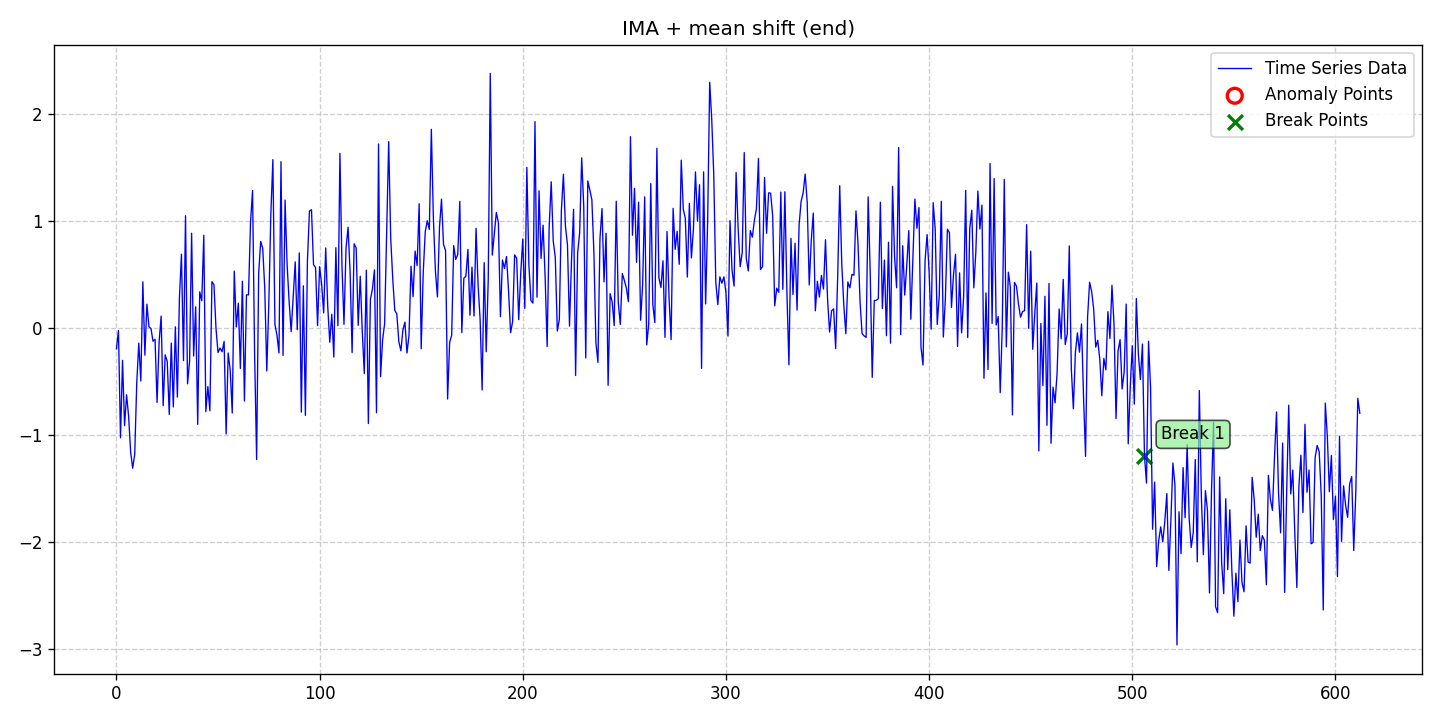 IMA + mean shift (end)
Time Series Data
Anomaly Points
Break Points
2
1
0
−1
−2
−3
Break 1
0
100
200
300
400
500
600